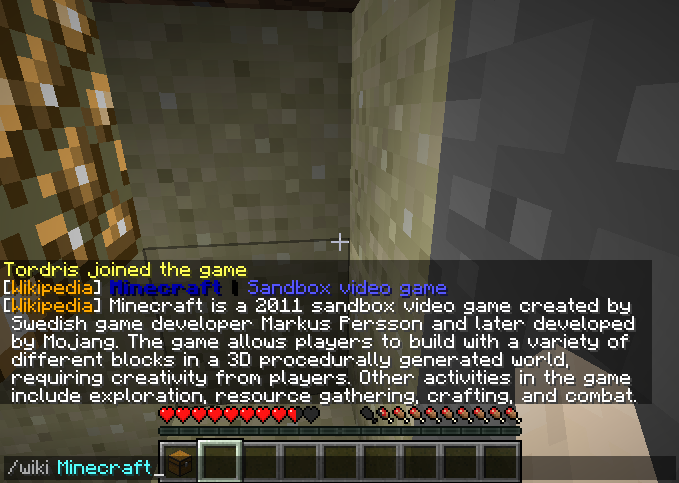 Tordris joined the game
[Wikipedia] Minecraft | Sandbox video game
[Wikipedia] Minecraft is a 2011 sandbox video game created by
Swedish game developer Markus Persson and later developed
by Mojang. The game allows players to build with a variety of
different blocks in a 3D procedurally generated world,
requiring creativity from players. Other activities in the game
include exploration, resource gathering, crafting, and combat.
/wiki Minecraft_